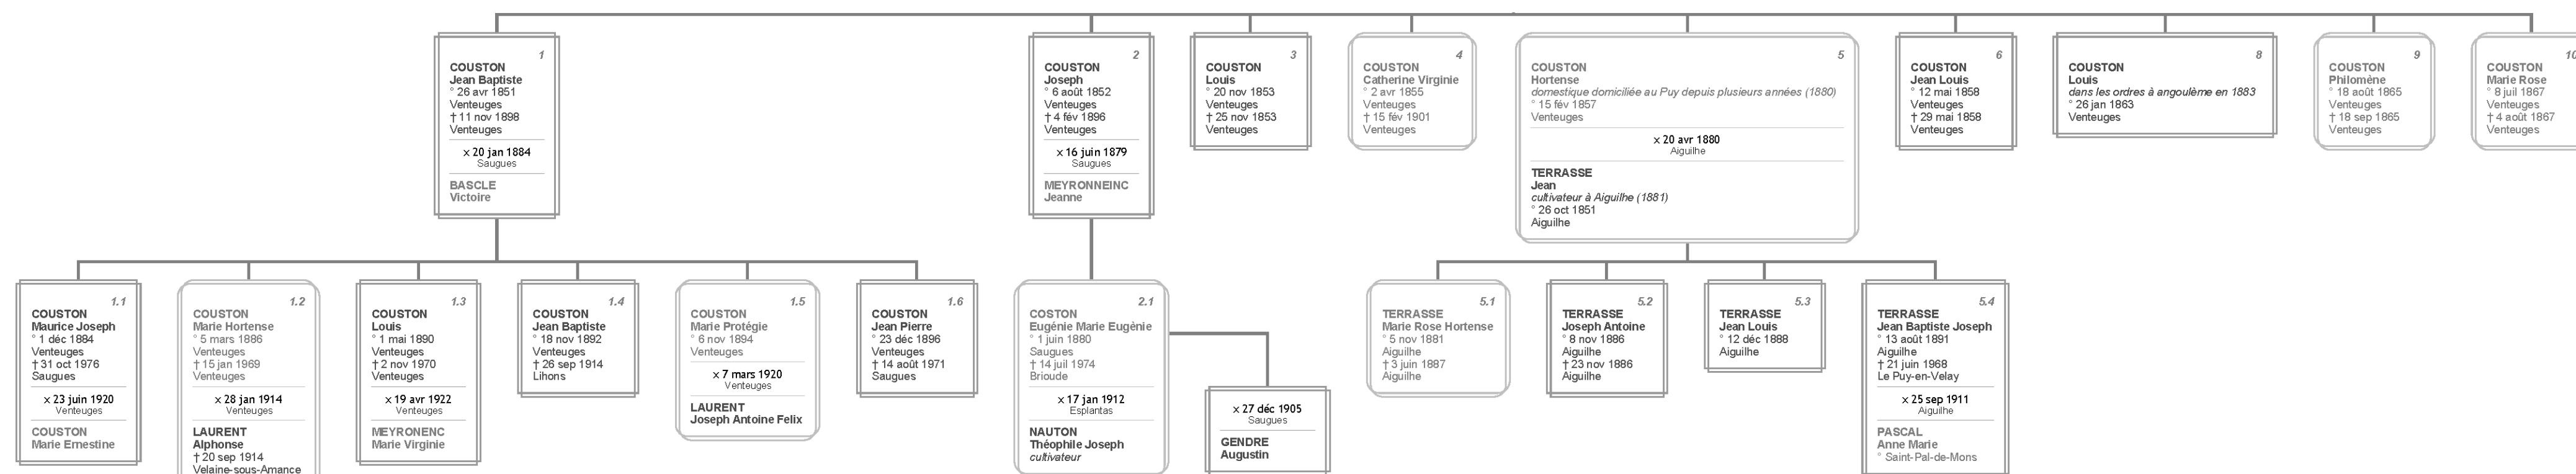 1
COUSTON
Jean Baptiste
° 26 avr 1851
Venteuges
† 11 nov 1898
Venteuges
x 20 jan 1884
Saugues
BASCLE
Victoire
2
COUSTON
Joseph
° 6 août 1852
Venteuges
† 4 fév 1896
Venteuges
x 16 juin 1879
Saugues
MEYRONNEINC
Jeanne
3
COUSTON
Louis
° 20 nov 1853
Venteuges
† 25 nov 1853
Venteuges
4
COUSTON
Catherine Virginie
° 2 avr 1855
Venteuges
† 15 fév 1901
Venteuges
5
COUSTON
Hortense
domestique domiciliée au Puy depuis plusieurs années (1880)
° 15 fév 1857
Venteuges
x 20 avr 1880
Aiguilhe
TERRASSE
Jean
cultivateur à Aiguilhe (1881)
° 26 oct 1851
Aiguilhe
6
COUSTON
Jean Louis
° 12 mai 1858
Venteuges
† 29 mai 1858
Venteuges
8
COUSTON
Louis
dans les ordres à angoulème en 1883
° 26 jan 1863
Venteuges
9
COUSTON
Philomène
° 18 août 1865
Venteuges
† 18 sep 1865
Venteuges
10
COUSTON
Marie Rose
° 8 juil 1867
Venteuges
† 4 août 1867
Venteuges
1.1
COUSTON
Maurice Joseph
° 1 déc 1884
Venteuges
† 31 oct 1976
Saugues
x 23 juin 1920
Venteuges
COUSTON
Marie Ernestine
1.2
COUSTON
Marie Hortense
° 5 mars 1886
Venteuges
† 15 jan 1969
Venteuges
x 28 jan 1914
Venteuges
LAURENT
Alphonse
† 20 sep 1914
Velaine-sous-Amance
1.3
COUSTON
Louis
° 1 mai 1890
Venteuges
† 2 nov 1970
Venteuges
x 19 avr 1922
Venteuges
MEYRONENC
Marie Virginie
1.4
COUSTON
Jean Baptiste
° 18 nov 1892
Venteuges
† 26 sep 1914
Lihons
1.5
COUSTON
Marie Protégie
° 6 nov 1894
Venteuges
x 7 mars 1920
Venteuges
LAURENT
Joseph Antoine Felix
1.6
COUSTON
Jean Pierre
° 23 déc 1896
Venteuges
† 14 août 1971
Saugues
2.1
COSTON
Eugénie Marie Eugènie
° 1 juin 1880
Saugues
† 14 juil 1974
Brioude
x 17 jan 1912
Esplantas
NAUTON
Théophile Joseph
cultivateur
x 27 déc 1905
Saugues
GENDRE
Augustin
5.1
TERRASSE
Marie Rose Hortense
° 5 nov 1881
Aiguilhe
† 3 juin 1887
Aiguilhe
5.2
TERRASSE
Joseph Antoine
° 8 nov 1886
Aiguilhe
† 23 nov 1886
Aiguilhe
5.3
TERRASSE
Jean Louis
° 12 déc 1888
Aiguilhe
5.4
TERRASSE
Jean Baptiste Joseph
° 13 août 1891
Aiguilhe
† 21 juin 1968
Le Puy-en-Velay
x 25 sep 1911
Aiguilhe
PASCAL
Anne Marie
° Saint-Pal-de-Mons